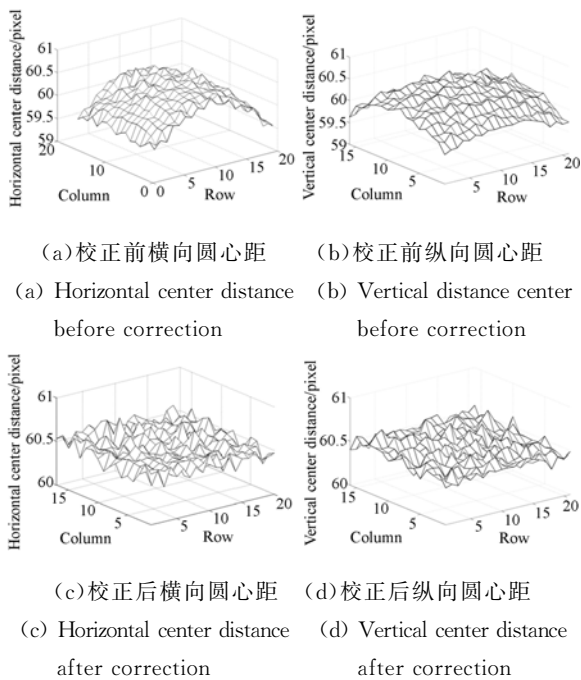 Horizontal center distance/pixel
61
60.5
60
59.5
59
20
10
0
Column
0
5
10
15
20
Row
Vertical center distance/pixel
61
60.5
60
59.5
59
15
10
5
Column
5
10
15
20
Row
(a)校正前横向圆心距
(b)校正前纵向圆心距
(a) Horizontal center distance
before correction
(b) Vertical distance center
before correction
Horizontal center distance/pixel
61
60.5
60
15
10
5
Column
5
10
15
20
Row
Vertical center distance/pixel
61
60.5
60
15
10
5
Column
5
10
15
20
Row
(c)校正后横向圆心距
(d)校正后纵向圆心距
(c) Horizontal center distance
after correction
(d) Vertical center distance
after correction